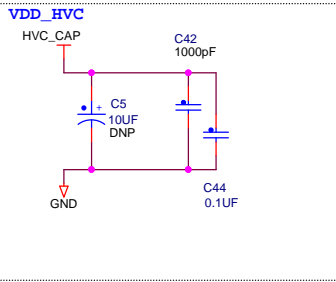 VDD_HVC
HVC_CAP
C42
1000pF
+
C5
10UF
DNP
C44
0.1UF
GND